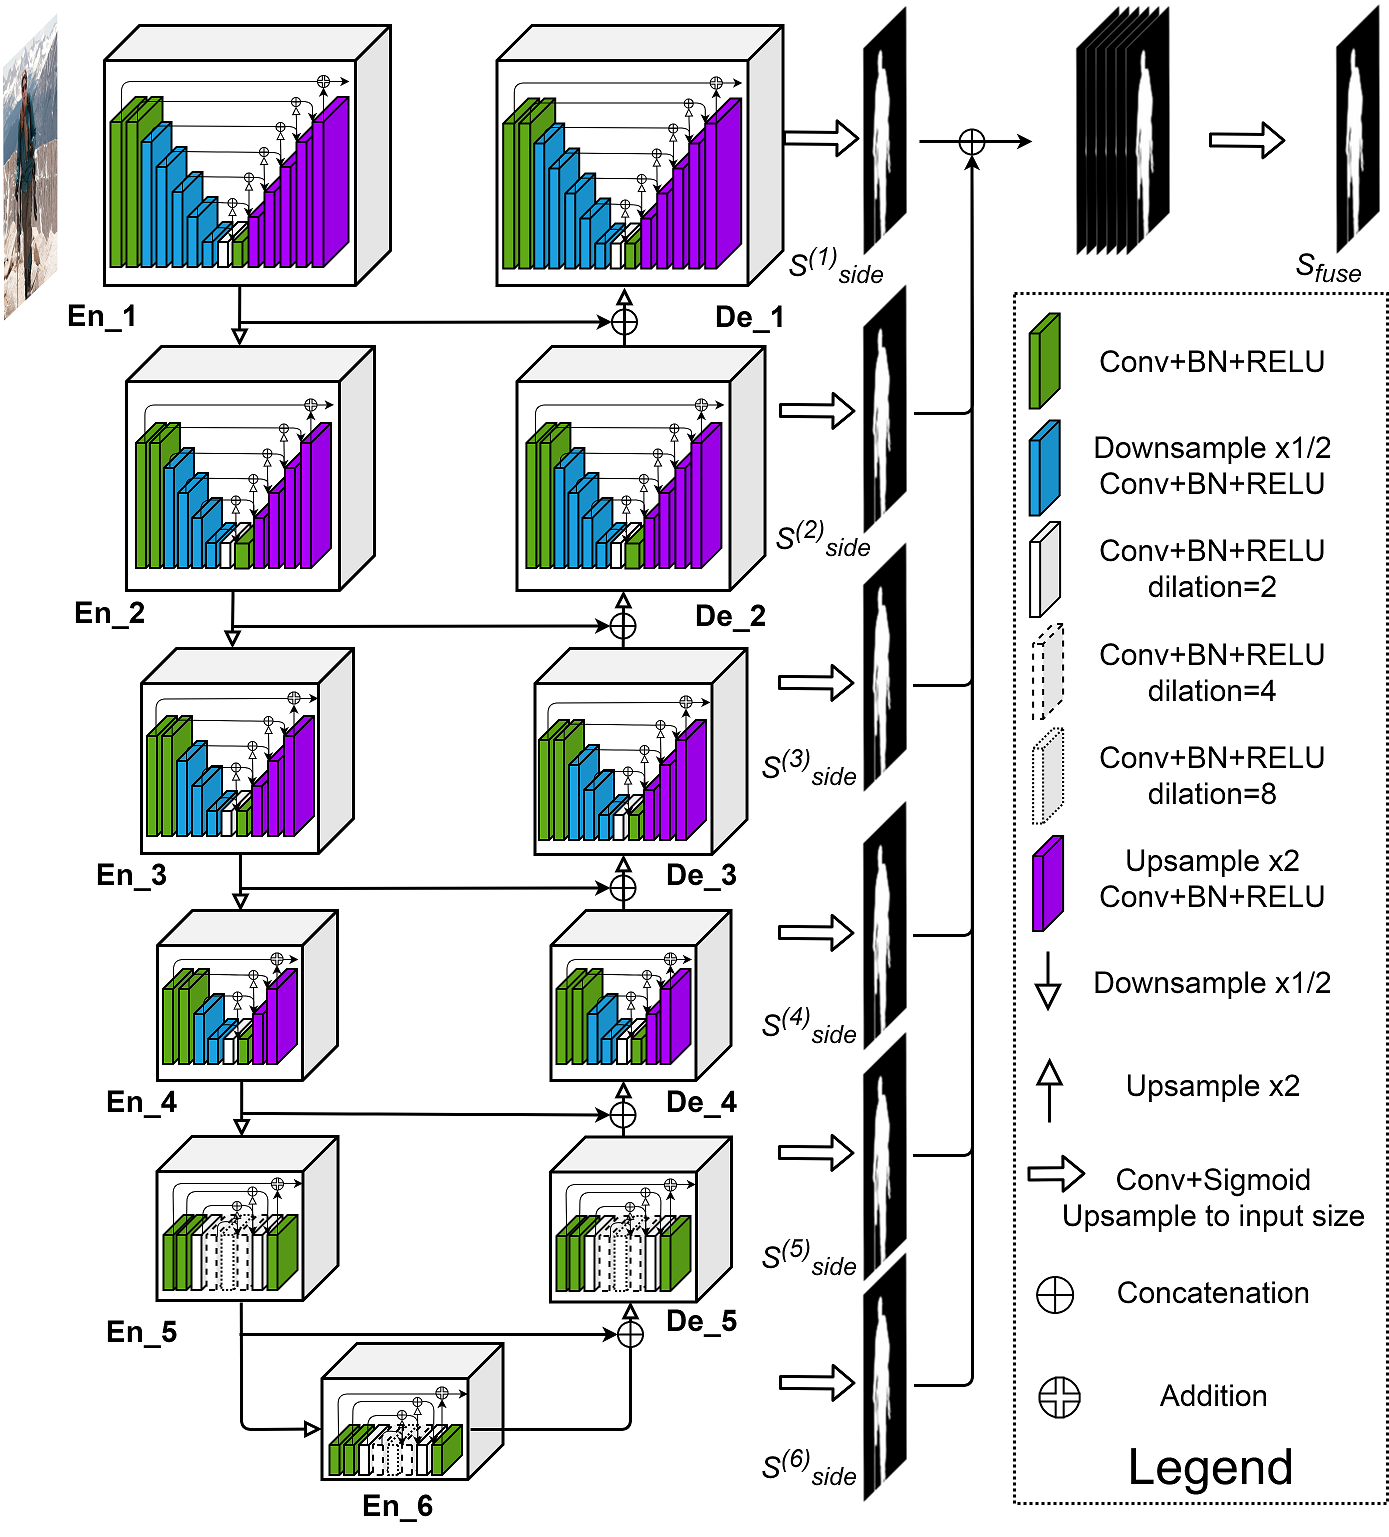 En_1
De_1
S(1)side
Sfuse
En_2
De_2
S(2)side
En_3
De_3
S(3)side
En_4
De_4
S(4)side
En_5
De_5
S(5)side
En_6
S(6)side
Conv+BN+RELU
Downsample x1/2
Conv+BN+RELU
Conv+BN+RELU
dilation=2
Conv+BN+RELU
dilation=4
Conv+BN+RELU
dilation=8
Upsample x2
Conv+BN+RELU
Downsample x1/2
Upsample x2
Conv+Sigmoid
Upsample to input size
Concatenation
Addition
Legend